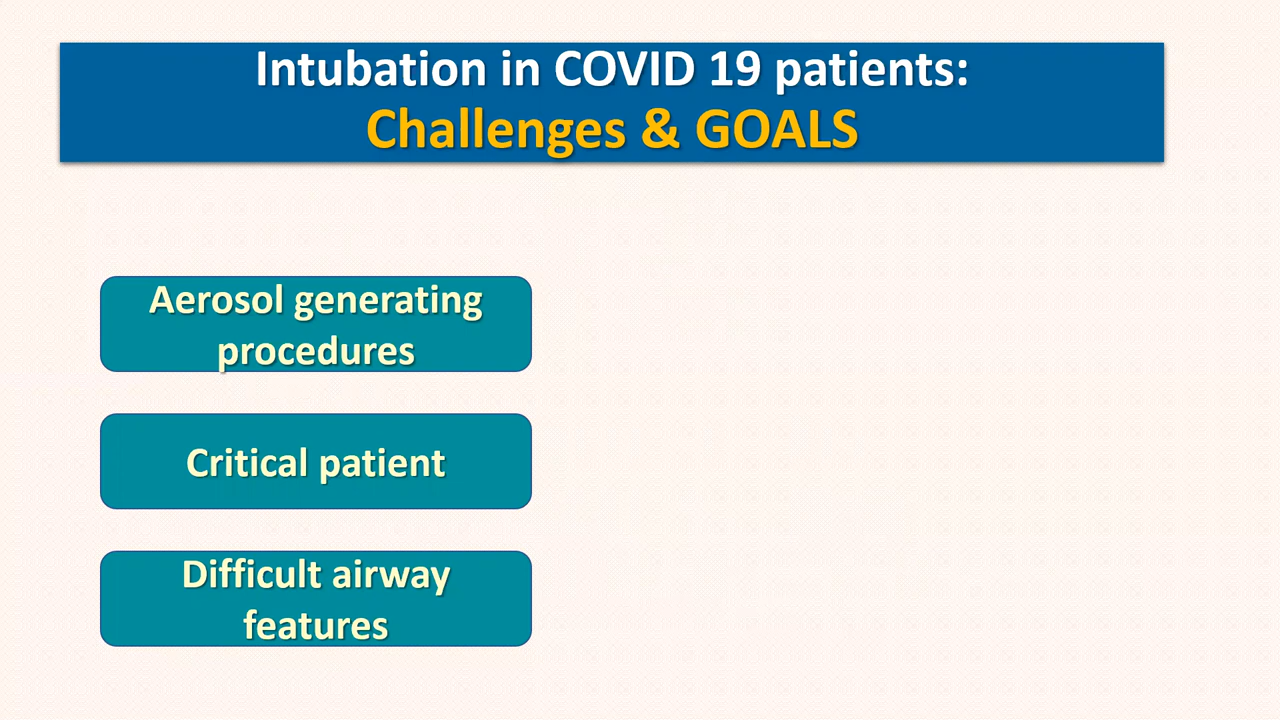 Intubation in COVID 19 patients:
Challenges & GOALS
Aerosol generating
procedures
Critical patient
Difficult airway
features